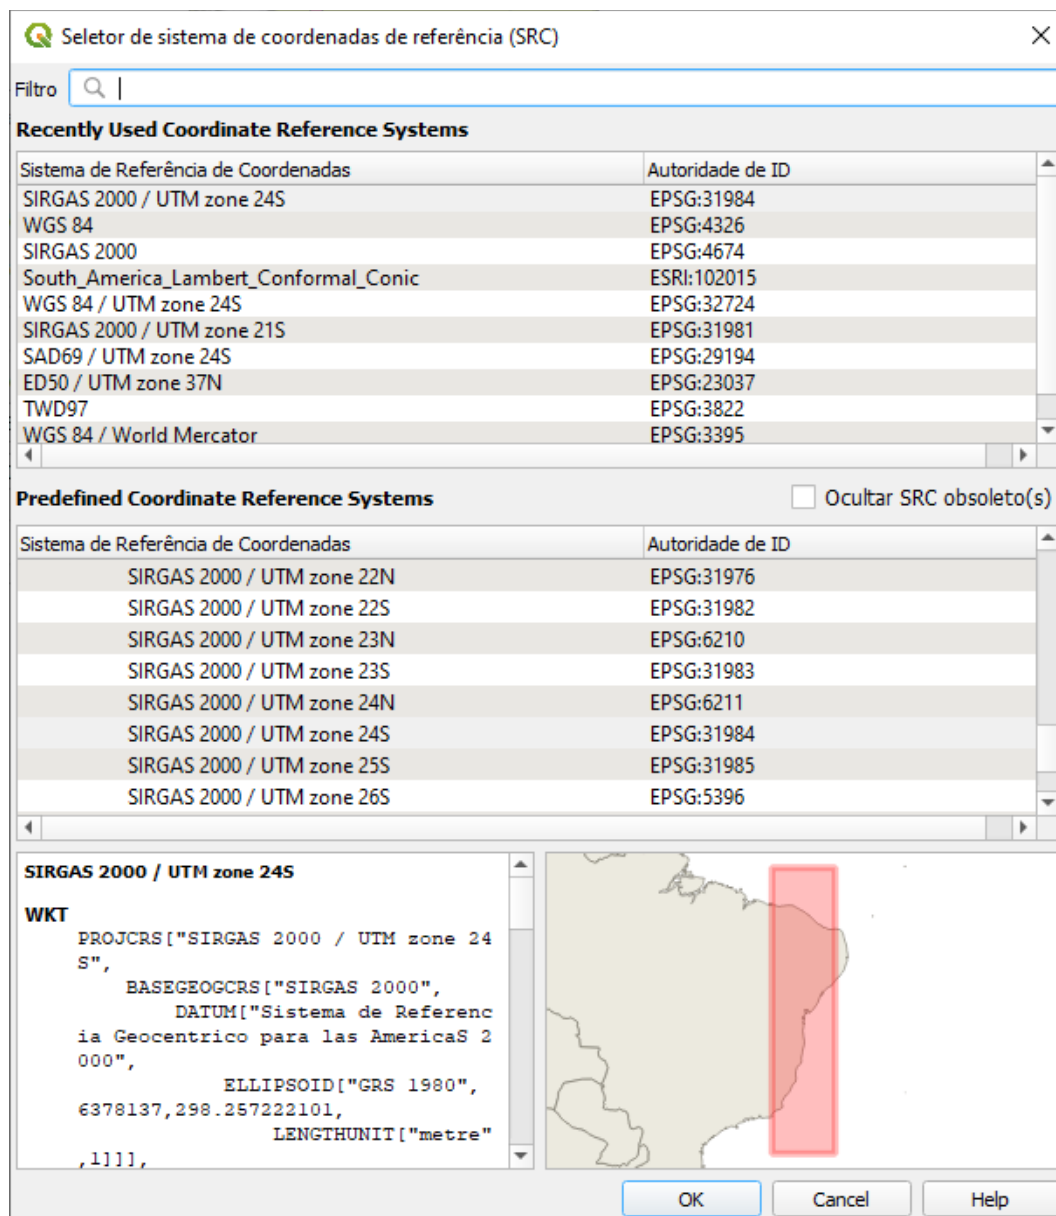 Seletor de sistema de coordenadas de referência (SRC)
Filtro
Recently Used Coordinate Reference Systems
Sistema de Referência de Coordenadas Autoridade de ID
SIRGAS 2000 / UTM zone 24S EPSG:31984
WGS 84 EPSG:4326
SIRGAS 2000 EPSG:4674
South_America_Lambert_Conformal_Conic ESRI:102015
WGS 84 / UTM zone 24S EPSG:32724
SIRGAS 2000 / UTM zone 21S EPSG:31981
SAD69 / UTM zone 24S EPSG:29194
ED50 / UTM zone 37N EPSG:23037
TWD97 EPSG:3822
WGS 84 / World Mercator EPSG:3395
Predefined Coordinate Reference Systems Ocultar SRC obsoleto(s)
Sistema de Referência de Coordenadas Autoridade de ID
SIRGAS 2000 / UTM zone 22N EPSG:31976
SIRGAS 2000 / UTM zone 22S EPSG:31982
SIRGAS 2000 / UTM zone 23N EPSG:6210
SIRGAS 2000 / UTM zone 23S EPSG:31983
SIRGAS 2000 / UTM zone 24N EPSG:6211
SIRGAS 2000 / UTM zone 24S EPSG:31984
SIRGAS 2000 / UTM zone 25S EPSG:31985
SIRGAS 2000 / UTM zone 26S EPSG:5396
SIRGAS 2000 / UTM zone 24S
WKT
PROJCRS["SIRGAS 2000 / UTM zone 24
S",
BASEGEOGCRS["SIRGAS 2000",
DATUM["Sistema de Referenc
ia Geocentrico para las AmericaS 2
000",
ELLIPSOID["GRS 1980",
6378137,298.257222101,
LENGTHUNIT["metre"
,1]]],
OK Cancel Help